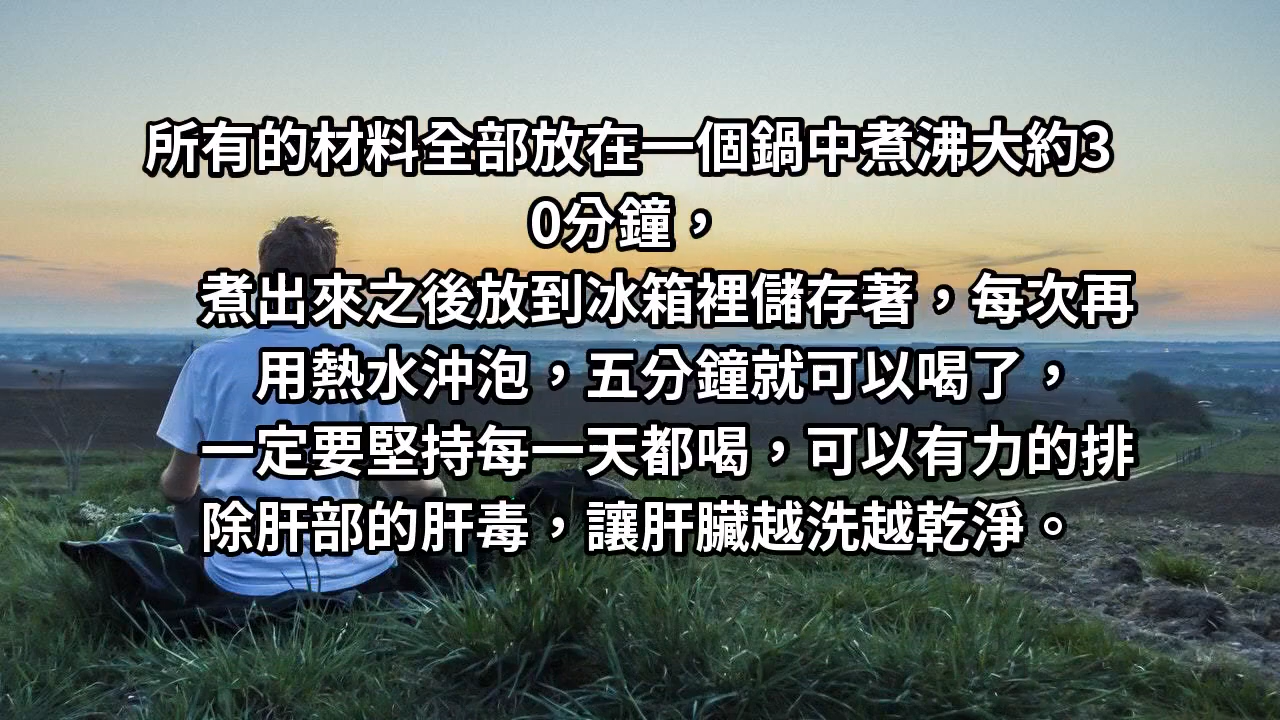 所有的材料全部放在一個鍋中煮沸大約3
0分鐘，
煮出來之後放到冰箱裡儲存著，每次再
用熱水沖泡，五分鐘就可以喝了，
一定要堅持每一天都喝，可以有力的排
除肝部的肝毒，讓肝臟越洗越乾淨。